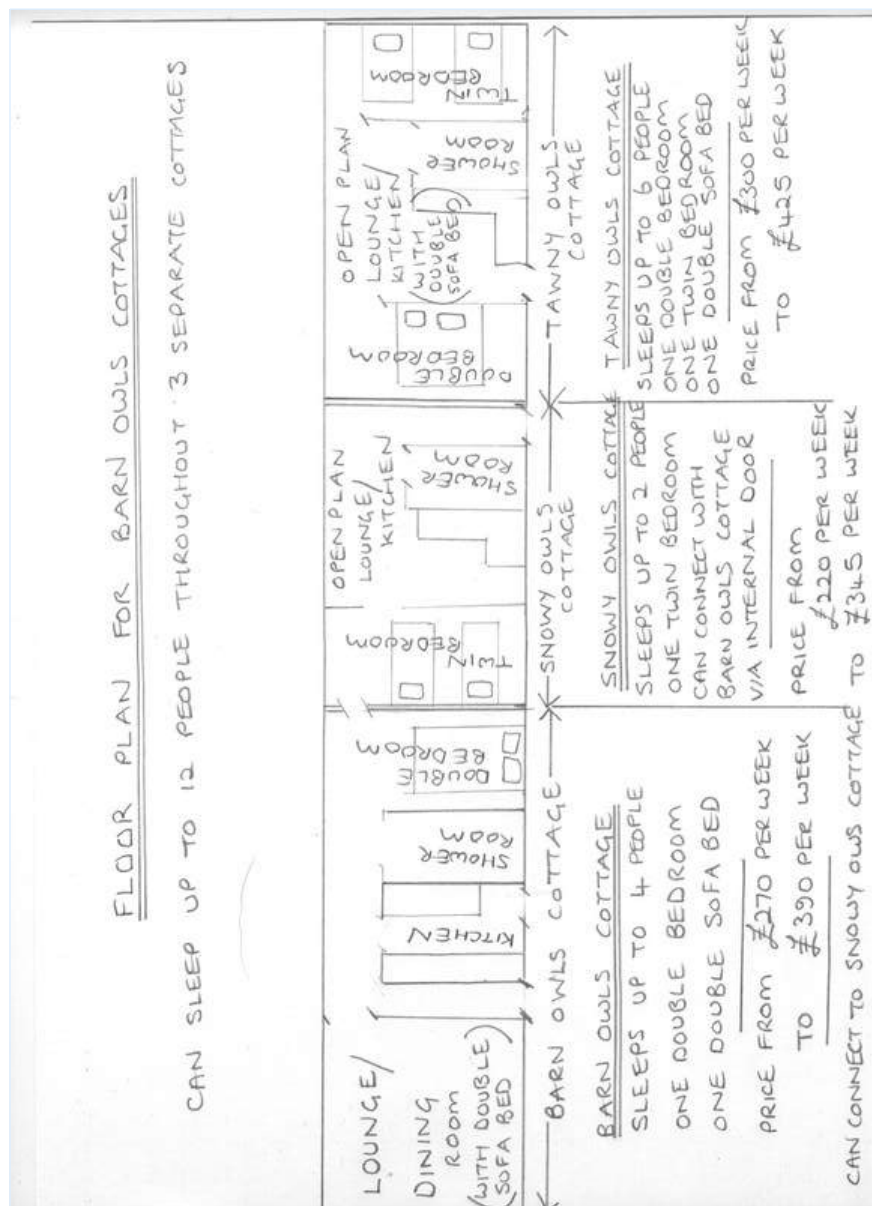 FLOOR PLAN FOR BARN OWLS COTTAGES
CAN SLEEP UP TO 12 PEOPLE THROUGHOUT 3 SEPARATE COTTAGES
LOUNGE/
DINING
ROOM
(WITH DOUBLE
SOFA BED)
KITCHEN
SHOWER
ROOM
DOUBLE
BEDROOM
TWIN
BEDROOM
OPEN PLAN
LOUNGE/
KITCHEN
SHOWER
ROOM
DOUBLE
BEDROOM
OPEN PLAN
LOUNGE/
KITCHEN
(WITH
DOUBLE
SOFA BED)
SHOWER
ROOM
TWIN
BEDROOM
BARN OWLS COTTAGE
SNOWY OWLS
COTTAGE
TAWNY OWLS
COTTAGE
BARN OWLS COTTAGE
SLEEPS UP TO 4 PEOPLE
ONE DOUBLE BEDROOM
ONE DOUBLE SOFA BED
PRICE FROM £270 PER WEEK
TO £390 PER WEEK
CAN CONNECT TO SNOWY OWS COTTAGE
SNOWY OWLS COTTAGE
SLEEPS UP TO 2 PEOPLE
ONE TWIN BEDROOM
CAN CONNECT WITH
BARN OWLS COTTAGE
VIA INTERNAL DOOR
PRICE FROM
£220 PER WEEK
TO £345 PER WEEK
TAWNY OWLS COTTAGE
SLEEPS UP TO 6 PEOPLE
ONE DOUBLE BEDROOM
ONE TWIN BEDROOM
ONE DOUBLE SOFA BED
PRICE FROM £300 PER WEEK
TO £425 PER WEEK